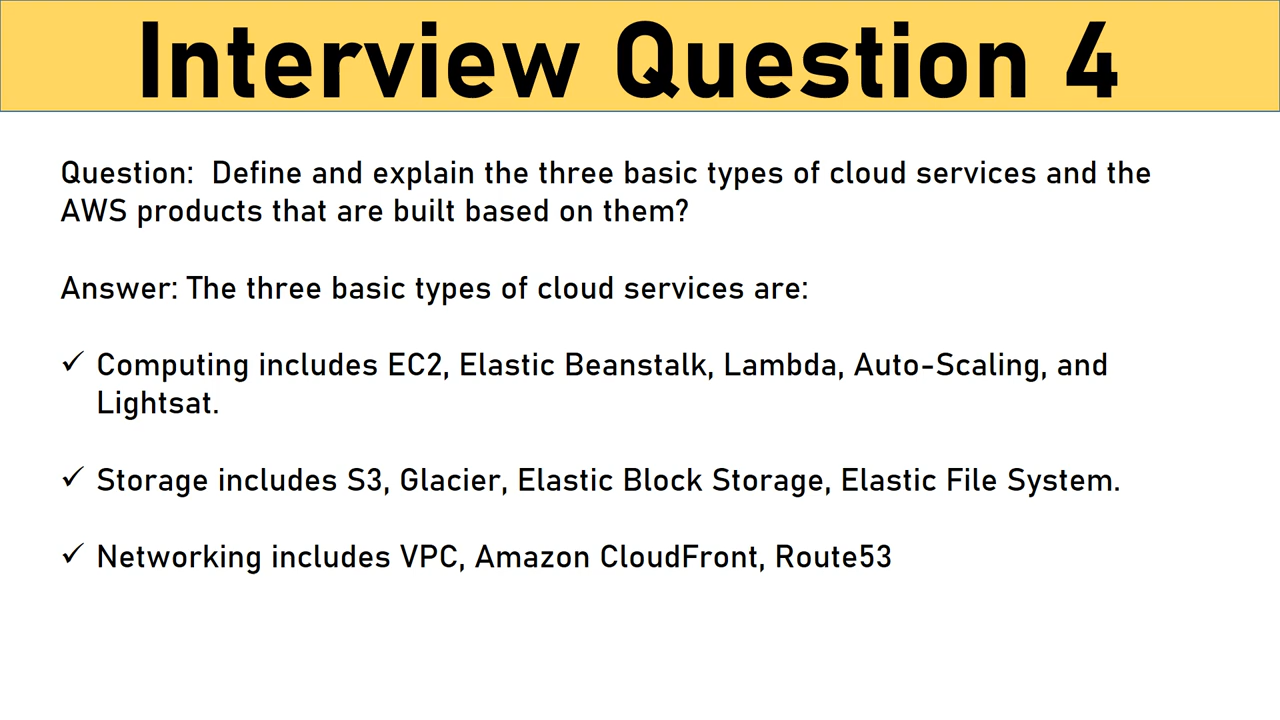 Interview Question 4
Question:  Define and explain the three basic types of cloud services and the
AWS products that are built based on them?
Answer: The three basic types of cloud services are:
✓ Computing includes EC2, Elastic Beanstalk, Lambda, Auto-Scaling, and
Lightsat.
✓ Storage includes S3, Glacier, Elastic Block Storage, Elastic File System.
✓ Networking includes VPC, Amazon CloudFront, Route53